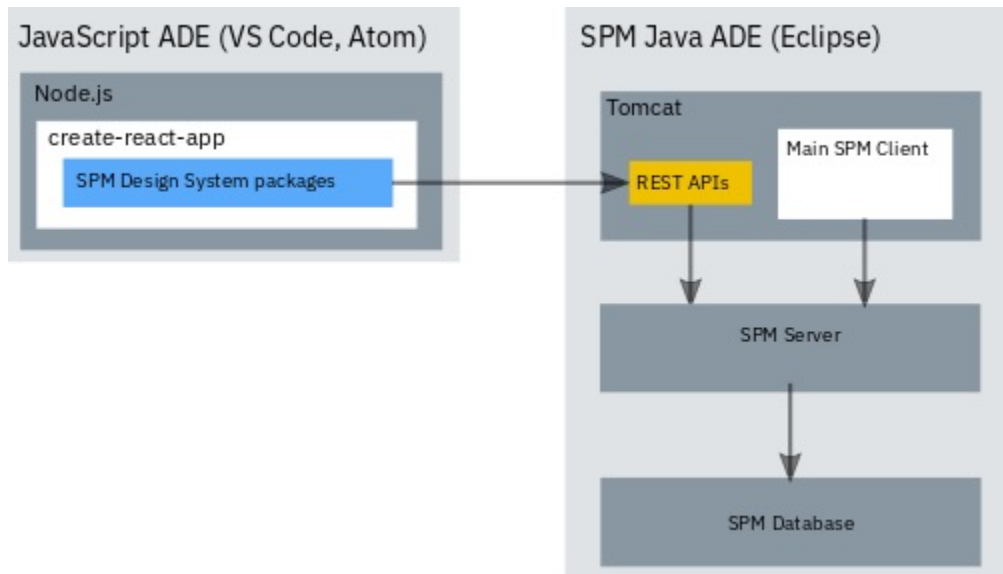 JavaScript ADE (VS Code, Atom)
Node.js
create-react-app
SPM Design System packages
SPM Java ADE (Eclipse)
Tomcat
Main SPM Client
REST APIs
SPM Server
SPM Database